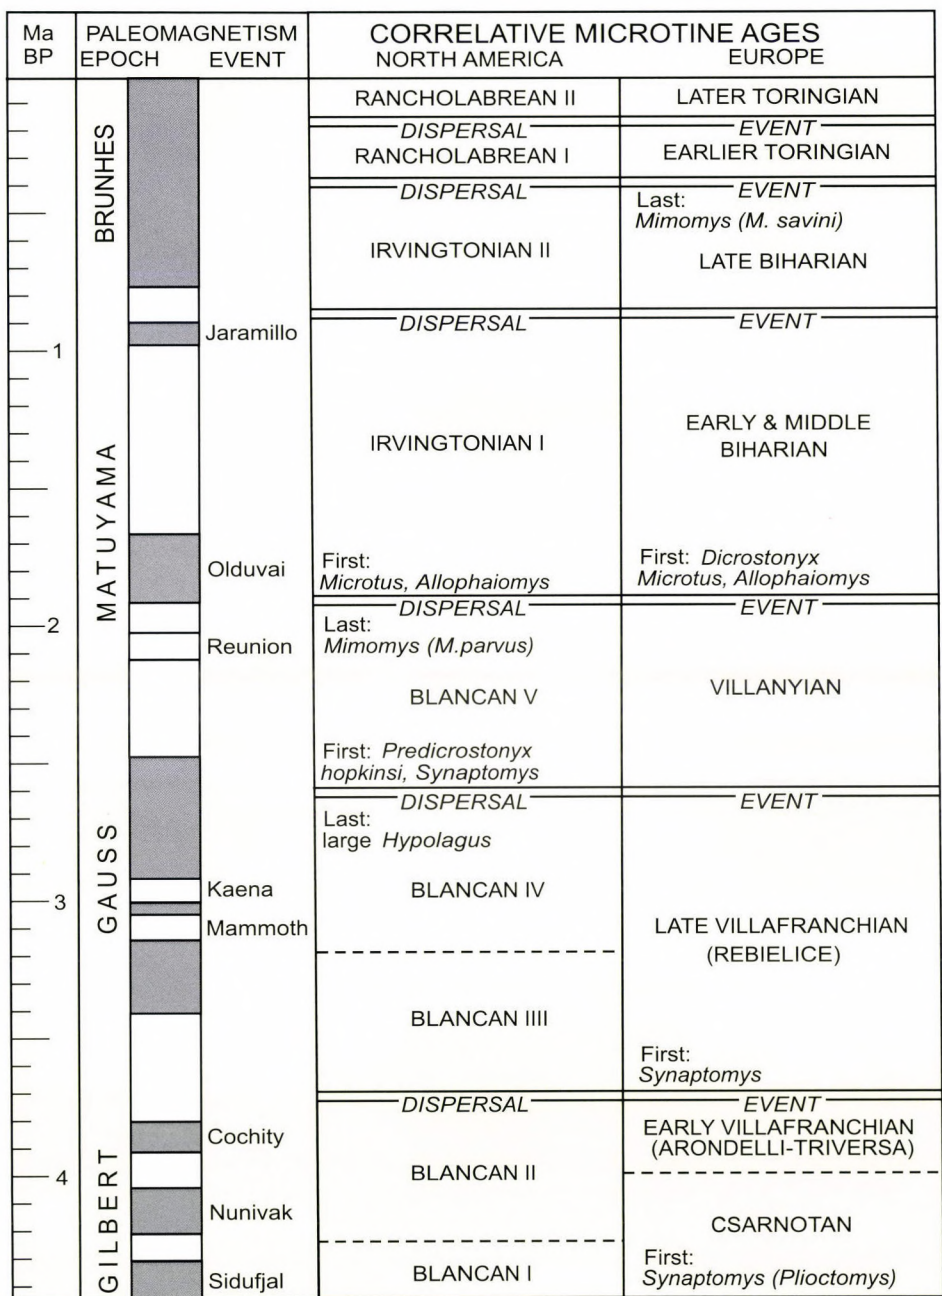 Ma
BP
PALEOMAGNETISM
EPOCH EVENT
CORRELATIVE MICROTINE AGES
NORTH AMERICA EUROPE
BRUNHES
MATUYAMA
GAUSS
GILBERT
1
2
3
4
Jaramillo
Olduvai
Reunion
Kaena
Mammoth
Cochity
Nunivak
Sidufjal
RANCHOLABREAN II LATER TORINGIAN
DISPERSAL EVENT
RANCHOLABREAN I EARLIER TORINGIAN
DISPERSAL EVENT
Last:
Mimomys (M. savini)
IRVINGTONIAN II LATE BIHARIAN
DISPERSAL EVENT
IRVINGTONIAN I
EARLY & MIDDLE
BIHARIAN
First:
Microtus, Allophaiomys
First: Dicrostonyx
Microtus, Allophaiomys
DISPERSAL EVENT
Last:
Mimomys (M.parvus)
BLANCAN V VILLANYIAN
First: Predicrostonyx
hopkinsi, Synaptomys
DISPERSAL EVENT
Last:
large Hypolagus
BLANCAN IV
LATE VILLAFRANCHIAN
(REBIELICE)
BLANCAN IIII
First:
Synaptomys
DISPERSAL EVENT
EARLY VILLAFRANCHIAN
(ARONDELLI-TRIVERSA)
BLANCAN II
CSARNOTAN
First:
Synaptomys (Plioctomys)
BLANCAN I